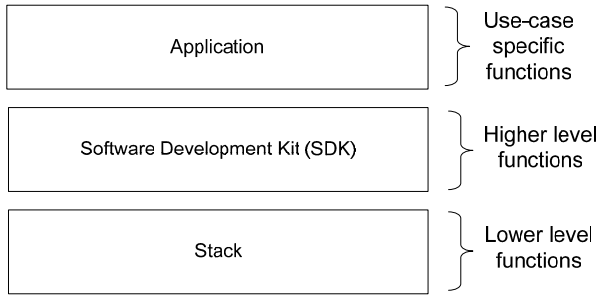 Application
Use-case
specific
functions
Software Development Kit (SDK)
Higher level
functions
Stack
Lower level
functions